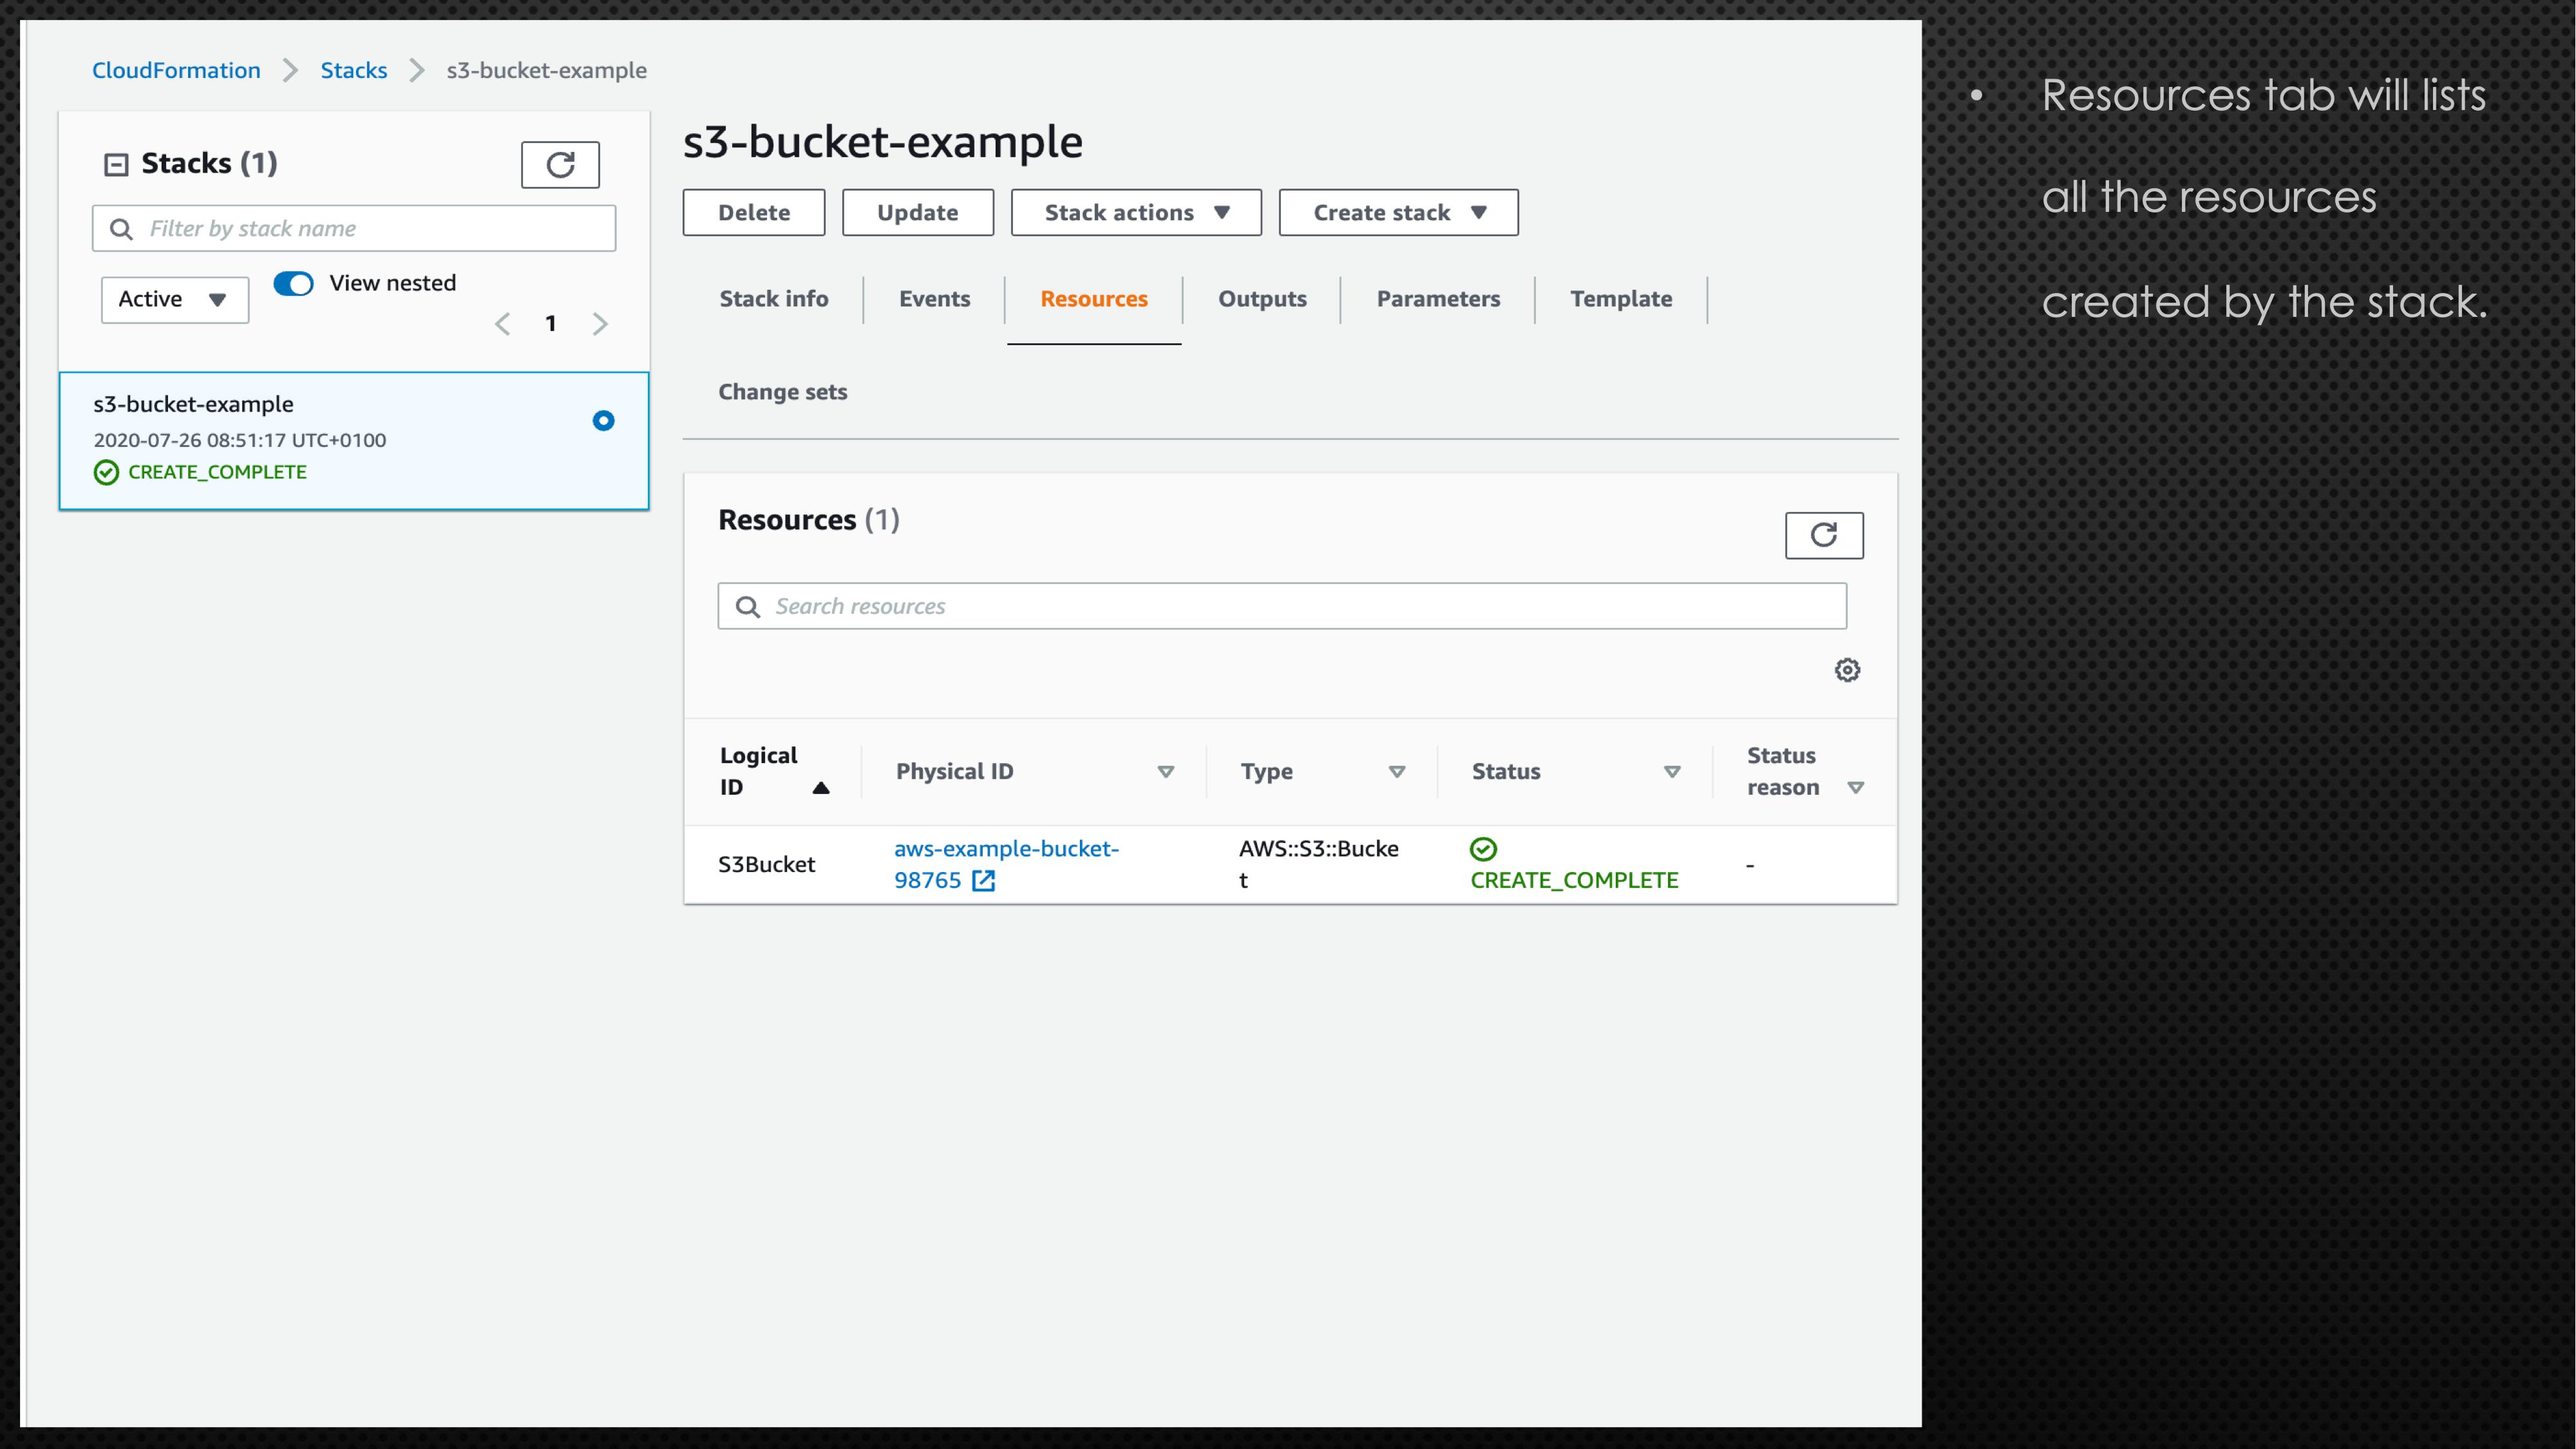 CloudFormation > Stacks > s3-bucket-example
Stacks (1)
Filter by stack name
Active
View nested
1
s3-bucket-example
2020-07-26 08:51:17 UTC+0100
CREATE_COMPLETE
s3-bucket-example
Delete Update Stack actions Create stack
Stack info Events Resources Outputs Parameters Template
Change sets
Resources (1)
Search resources
Logical
ID
Physical ID
Type
Status
Status
reason
S3Bucket
aws-example-bucket-
98765
AWS::S3::Bucke
t
CREATE_COMPLETE
-
• Resources tab will lists
all the resources
created by the stack.